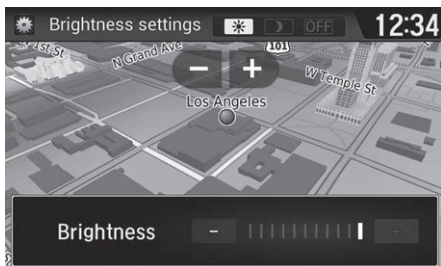 Brightness settings OFF 12:34
1st St
N Grand Ave
101
W Temple St
− +
Los Angeles
Brightness - +